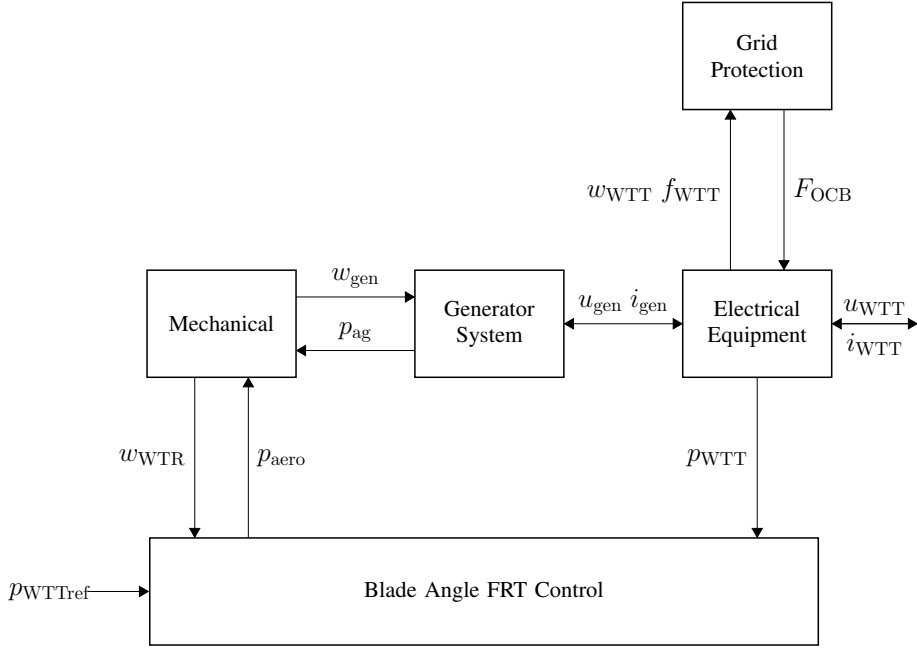 Grid
Protection
w_WTT f_WTT
F_OCB
w_gen
Mechanical
p_ag
Generator
System
u_gen i_gen
Electrical
Equipment
u_WTT
i_WTT
w_WTR
p_aero
p_WTT
p_WTTref
Blade Angle FRT Control